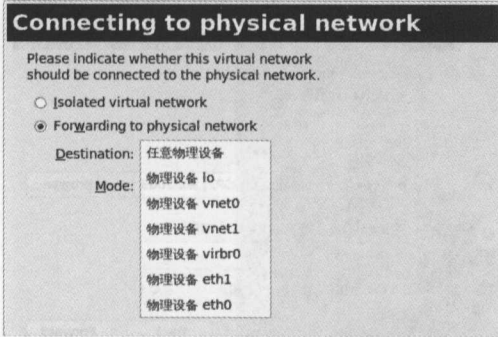 Connecting to physical network
Please indicate whether this virtual network
should be connected to the physical network.
Isolated virtual network
Forwarding to physical network
Destination:
任意物理设备
Mode:
物理设备 lo
物理设备 vnet0
物理设备 vnet1
物理设备 virbr0
物理设备 eth1
物理设备 eth0